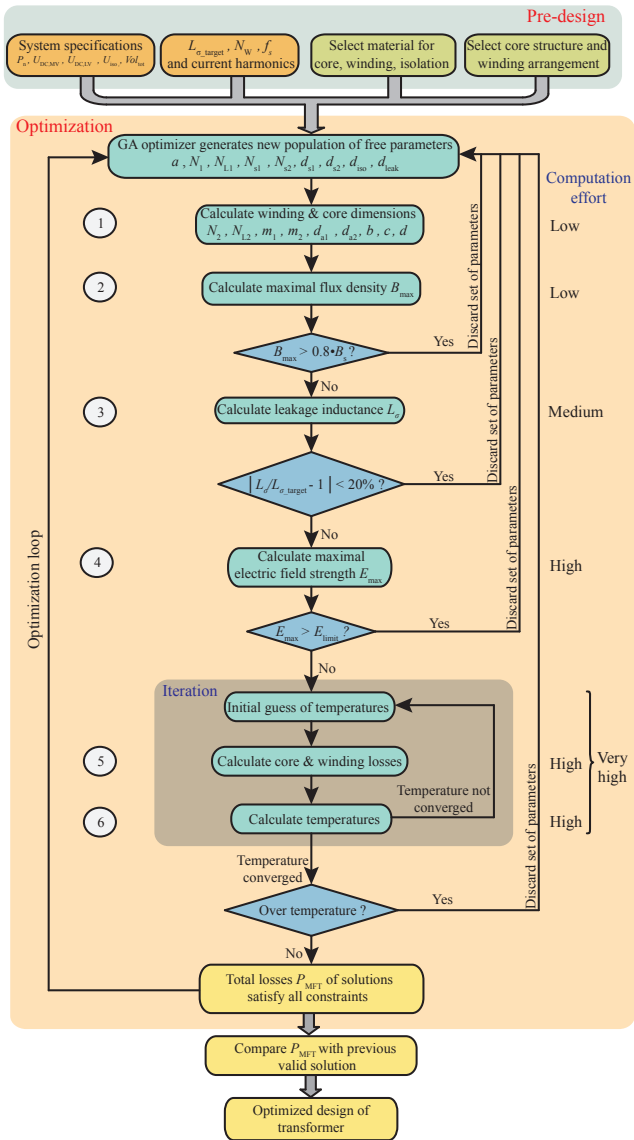 Pre-design
System specifications
Pn, UDC,MV, UDC,LV, Uiso, Voltot
Lσ_target, NW, fs
and current harmonics
Select material for
core, winding, isolation
Select core structure and
winding arrangement
Optimization
GA optimizer generates new population of free parameters
a, N1, NL1, Ns1, Ns2, ds1, ds2, diso, dleak
Computation
effort
1
Calculate winding & core dimensions
N2, NL2, m1, m2, da1, da2, b, c, d
Low
2
Calculate maximal flux density Bmax
Low
Bmax > 0.8•Bs ?
Yes
Discard set of parameters
No
3
Calculate leakage inductance Lσ
Medium
| Lσ/Lσ_target - 1 | < 20% ?
Yes
Discard set of parameters
No
4
Calculate maximal
electric field strength Emax
High
Emax > Elimit ?
Yes
Discard set of parameters
No
Optimization loop
Iteration
Initial guess of temperatures
5
Calculate core & winding losses
High
Very
high
Temperature not
converged
6
Calculate temperatures
High
Temperature
converged
Over temperature ?
Yes
Discard set of parameters
No
Total losses PMFT of solutions
satisfy all constraints
Compare PMFT with previous
valid solution
Optimized design of
transformer